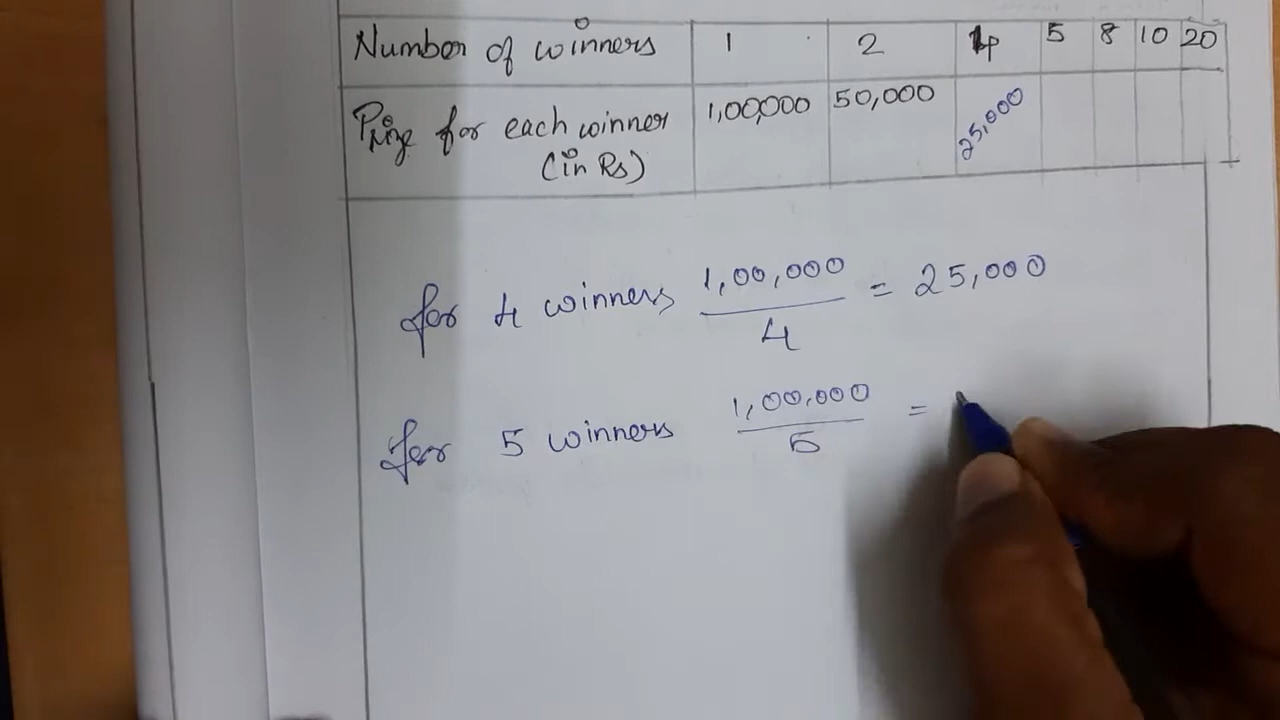 Number of winners 1 2 4 5 8 10 20
Prize for each winner 1,00,000 50,000 25,000
(in Rs)
for 4 winners 1,00,000 / 4 = 25,000
for 5 winners 1,00,000 / 5 =